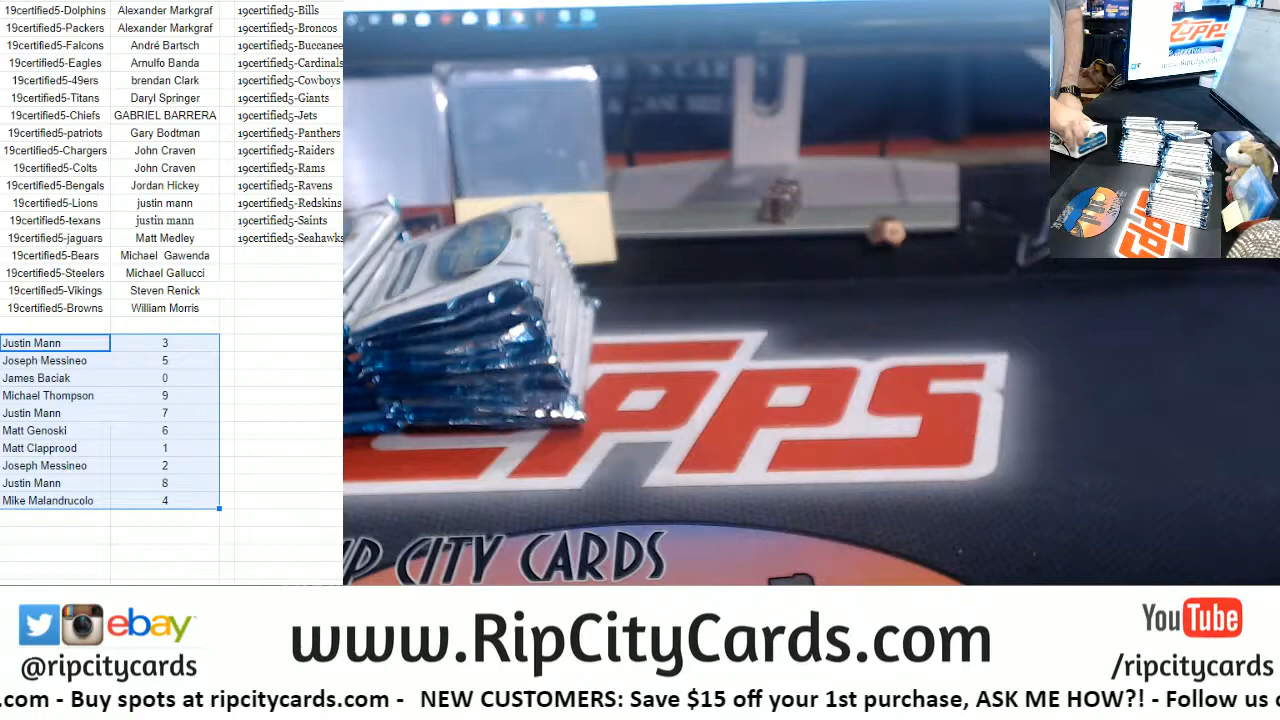 19certified5-Dolphins Alexander Markgraf 19certified5-Bills
19certified5-Packers Alexander Markgraf 19certified5-Broncos
19certified5-Falcons André Bartsch 19certified5-Buccanee
19certified5-Eagles Arnulfo Banda 19certified5-Cardinals
19certified5-49ers brendan Clark 19certified5-Cowboys
19certified5-Titans Daryl Springer 19certified5-Giants
19certified5-Chiefs GABRIEL BARRERA 19certified5-Jets
19certified5-patriots Gary Bodtman 19certified5-Panthers
19certified5-Chargers John Craven 19certified5-Raiders
19certified5-Colts John Craven 19certified5-Rams
19certified5-Bengals Jordan Hickey 19certified5-Ravens
19certified5-Lions justin mann 19certified5-Redskins
19certified5-texans justin mann 19certified5-Saints
19certified5-jaguars Matt Medley 19certified5-Seahawks
19certified5-Bears Michael Gawenda
19certified5-Steelers Michael Gallucci
19certified5-Vikings Steven Renick
19certified5-Browns William Morris
Justin Mann 3
Joseph Messineo 5
James Baciak 0
Michael Thompson 9
Justin Mann 7
Matt Genoski 6
Matt Clapprood 1
Joseph Messineo 2
Justin Mann 8
Mike Malandrucolo 4
PPS
CITY CARDS
ebay
@ripcitycards
www.RipCityCards.com
YouTube
/ripcitycards
.com - Buy spots at ripcitycards.com - NEW CUSTOMERS: Save $15 off your 1st purchase, ASK ME HOW?! - Follow us